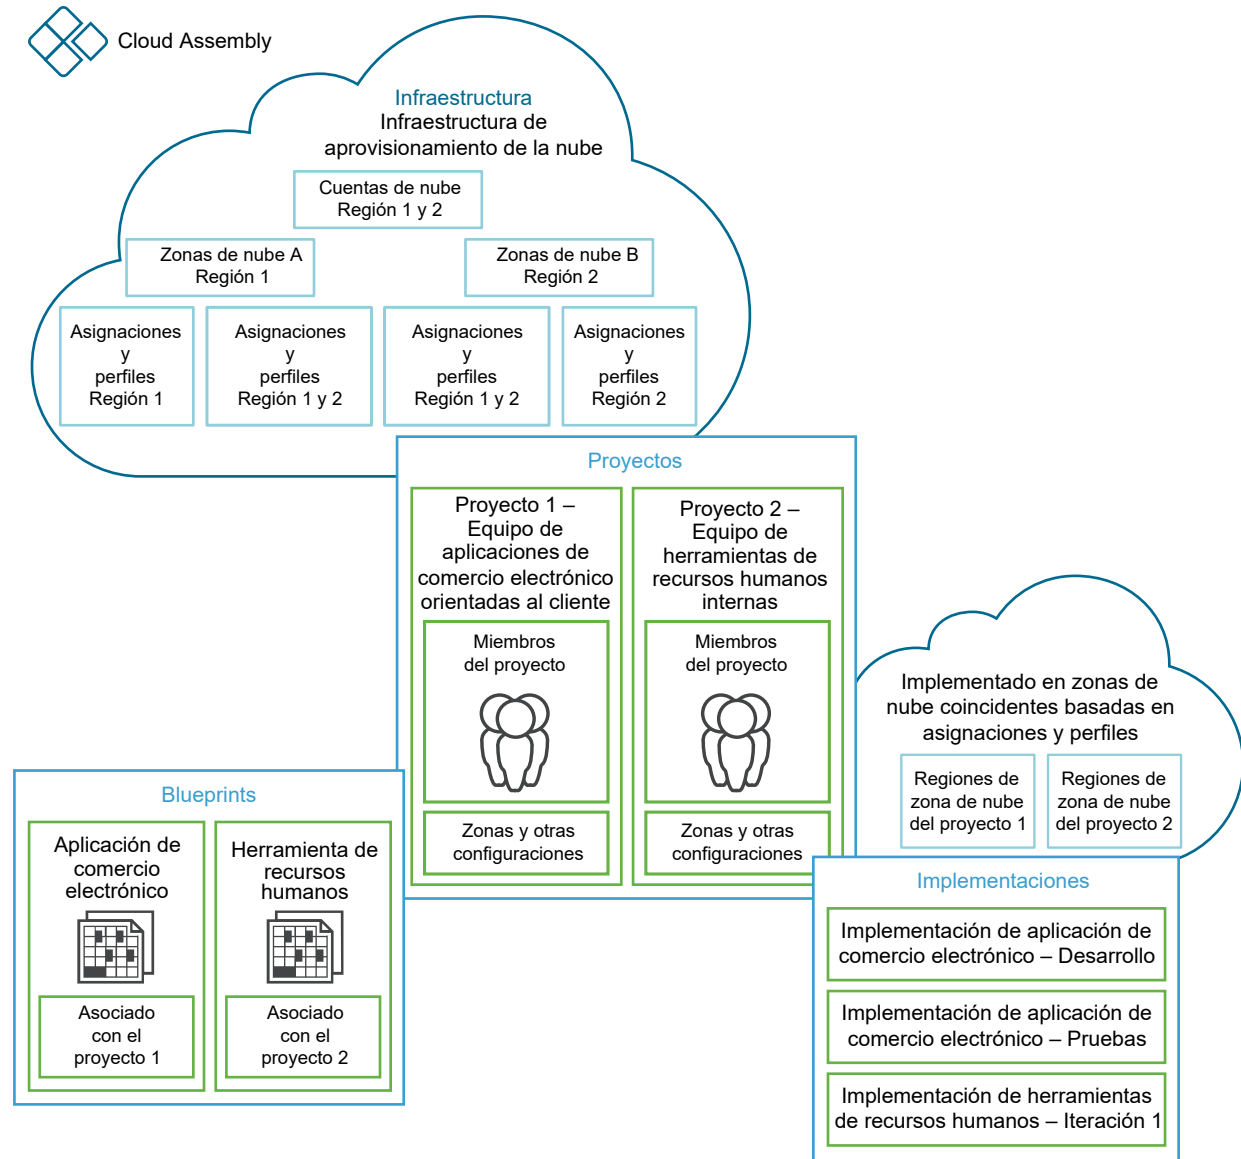 Cloud Assembly
Infraestructura
Infraestructura de
aprovisionamiento de la nube
Cuentas de nube
Región 1 y 2
Zonas de nube A
Región 1
Zonas de nube B
Región 2
Asignaciones
y
perfiles
Región 1
Asignaciones
y
perfiles
Región 1 y 2
Asignaciones
y
perfiles
Región 1 y 2
Asignaciones
y
perfiles
Región 2
Proyectos
Proyecto 1 –
Equipo de
aplicaciones de
comercio electrónico
orientadas al cliente
Miembros
del proyecto
Zonas y otras
configuraciones
Proyecto 2 –
Equipo de
herramientas de
recursos humanos
internas
Miembros
del proyecto
Zonas y otras
configuraciones
Implementado en zonas de
nube coincidentes basadas en
asignaciones y perfiles
Regiones de
zona de nube
del proyecto 1
Regiones de
zona de nube
del proyecto 2
Blueprints
Aplicación de
comercio
electrónico
Asociado
con el
proyecto 1
Herramienta de
recursos
humanos
Asociado
con el
proyecto 2
Implementaciones
Implementación de aplicación de
comercio electrónico – Desarrollo
Implementación de aplicación de
comercio electrónico – Pruebas
Implementación de herramientas
de recursos humanos – Iteración 1